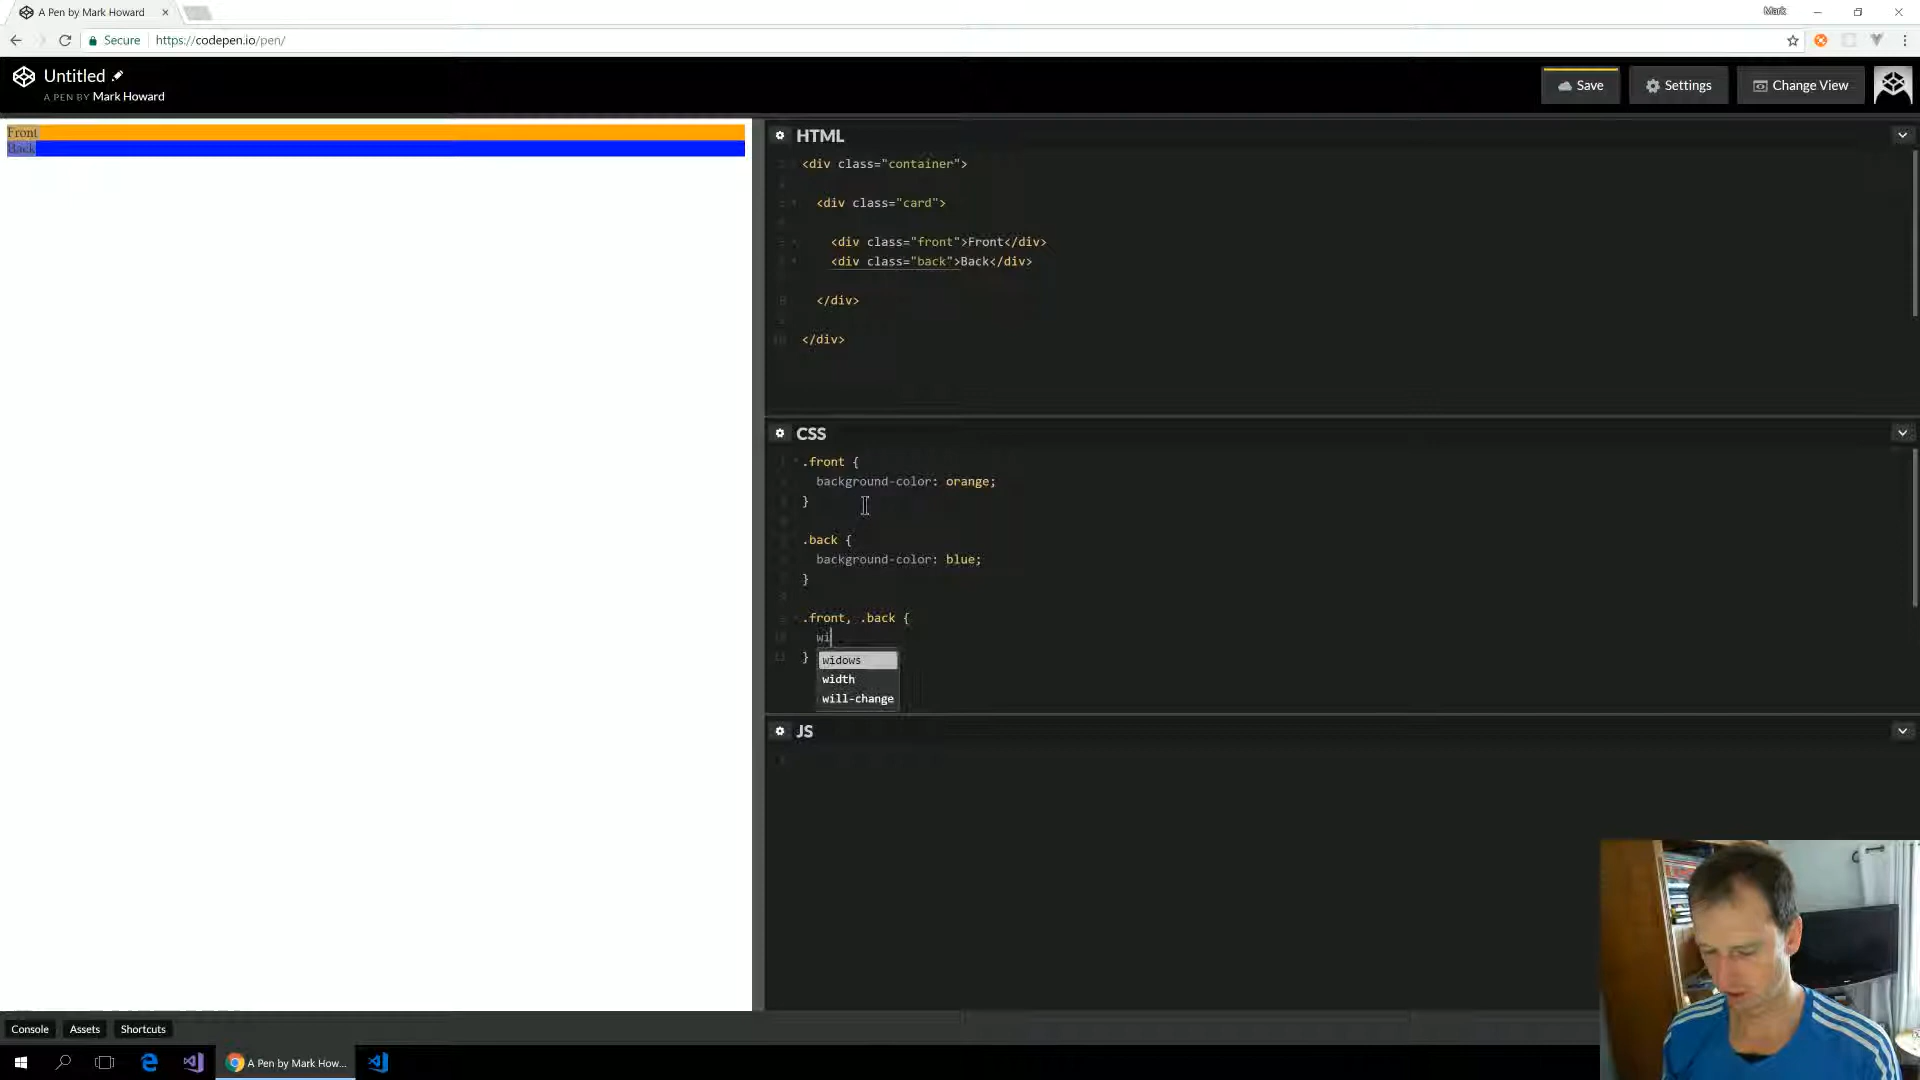 A Pen by Mark Howard
Mark
Secure
https://codepen.io/pen/
Untitled
A PEN BY Mark Howard
Save
Settings
Change View
Front
Back
HTML
<div class="container">
<div class="card">
<div class="front">Front</div>
<div class="back">Back</div>
</div>
</div>
CSS
.front {
background-color: orange;
}
.back {
background-color: blue;
}
.front, .back {
wi
}
widows
width
will-change
JS
Console
Assets
Shortcuts
A Pen by Mark How...